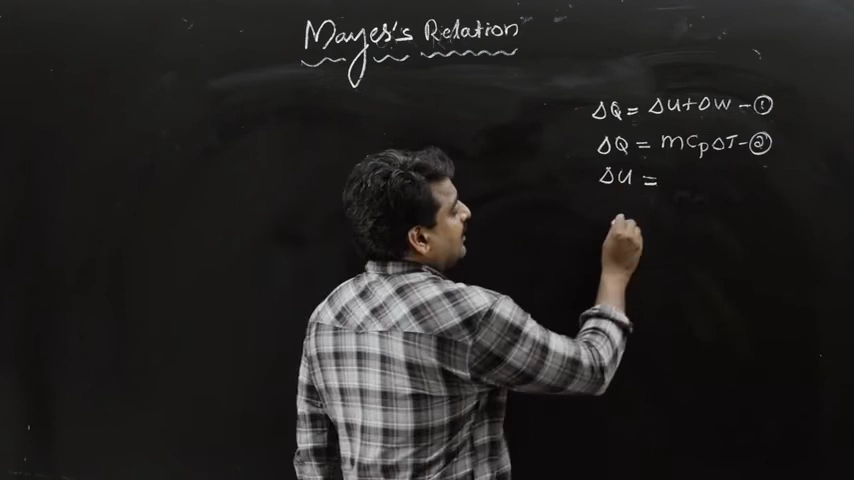 Mayer's Relation
ΔQ = ΔU+ΔW - ①
ΔQ = mCpΔT - ②
ΔU =